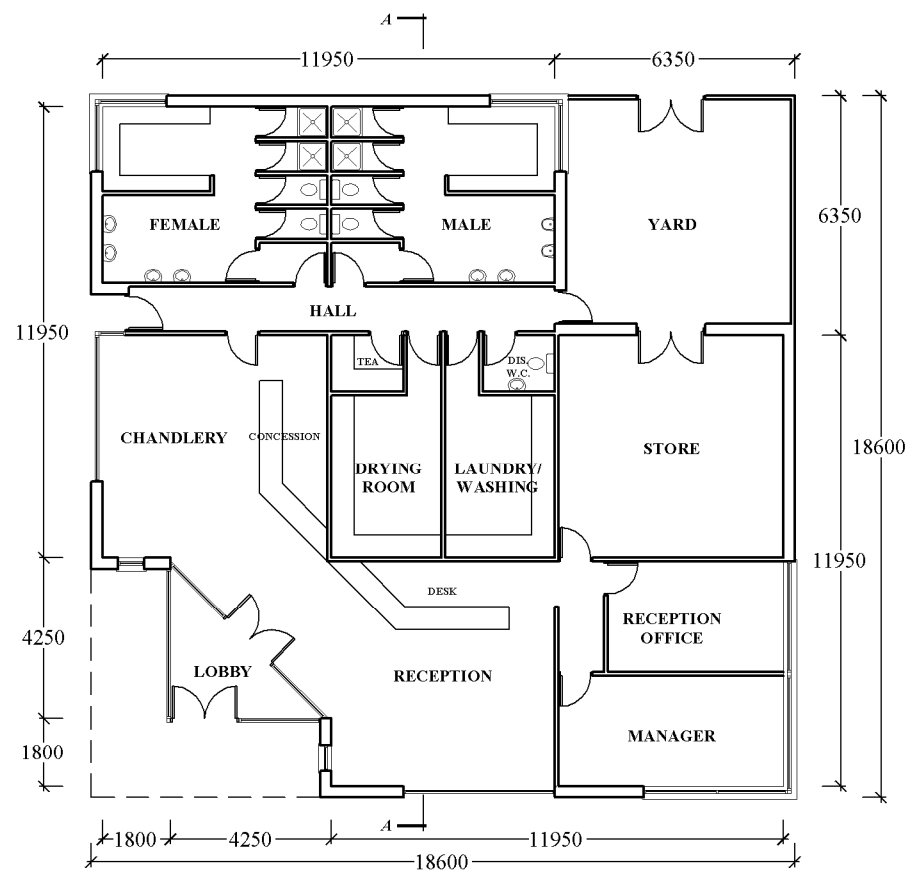 A
11950
6350
FEMALE
MALE
YARD
6350
HALL
11950
TEA
DIS.
W.C.
CHANDLERY
CONCESSION
STORE
18600
DRYING
ROOM
LAUNDRY/
WASHING
11950
DESK
RECEPTION
OFFICE
4250
LOBBY
RECEPTION
MANAGER
1800
A
1800
4250
11950
18600